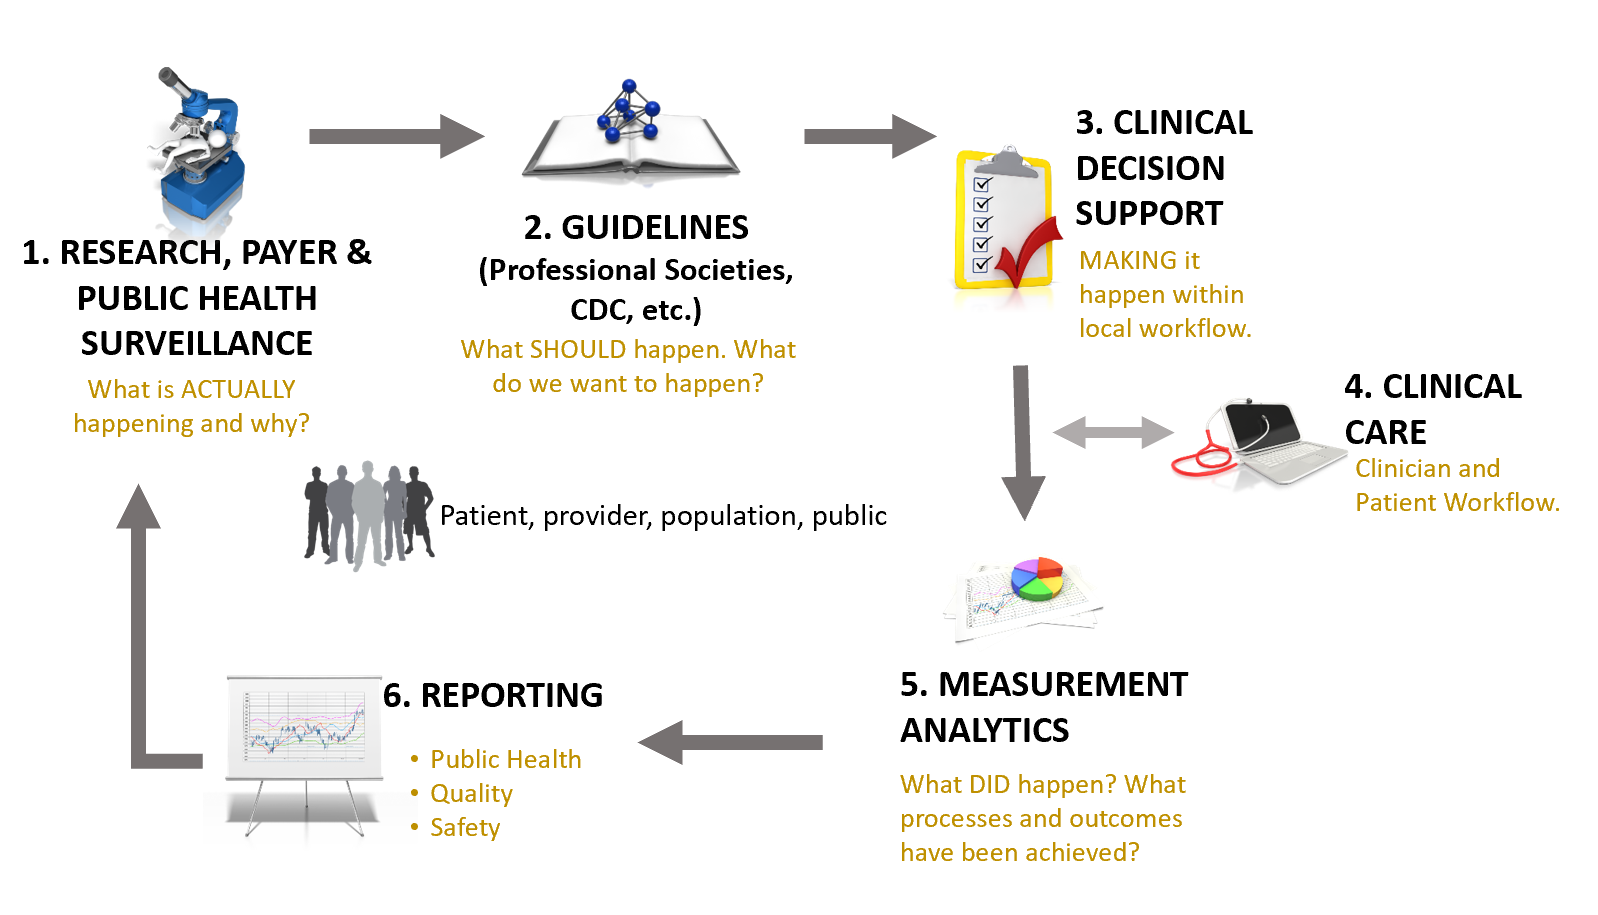 1. RESEARCH, PAYER &
PUBLIC HEALTH
SURVEILLANCE
What is ACTUALLY
happening and why?
2. GUIDELINES
(Professional Societies,
CDC, etc.)
What SHOULD happen. What
do we want to happen?
3. CLINICAL
DECISION
SUPPORT
MAKING it
happen within
local workflow.
4. CLINICAL
CARE
Clinician and
Patient Workflow.
Patient, provider, population, public
5. MEASUREMENT
ANALYTICS
What DID happen? What
processes and outcomes
have been achieved?
6. REPORTING
• Public Health
• Quality
• Safety